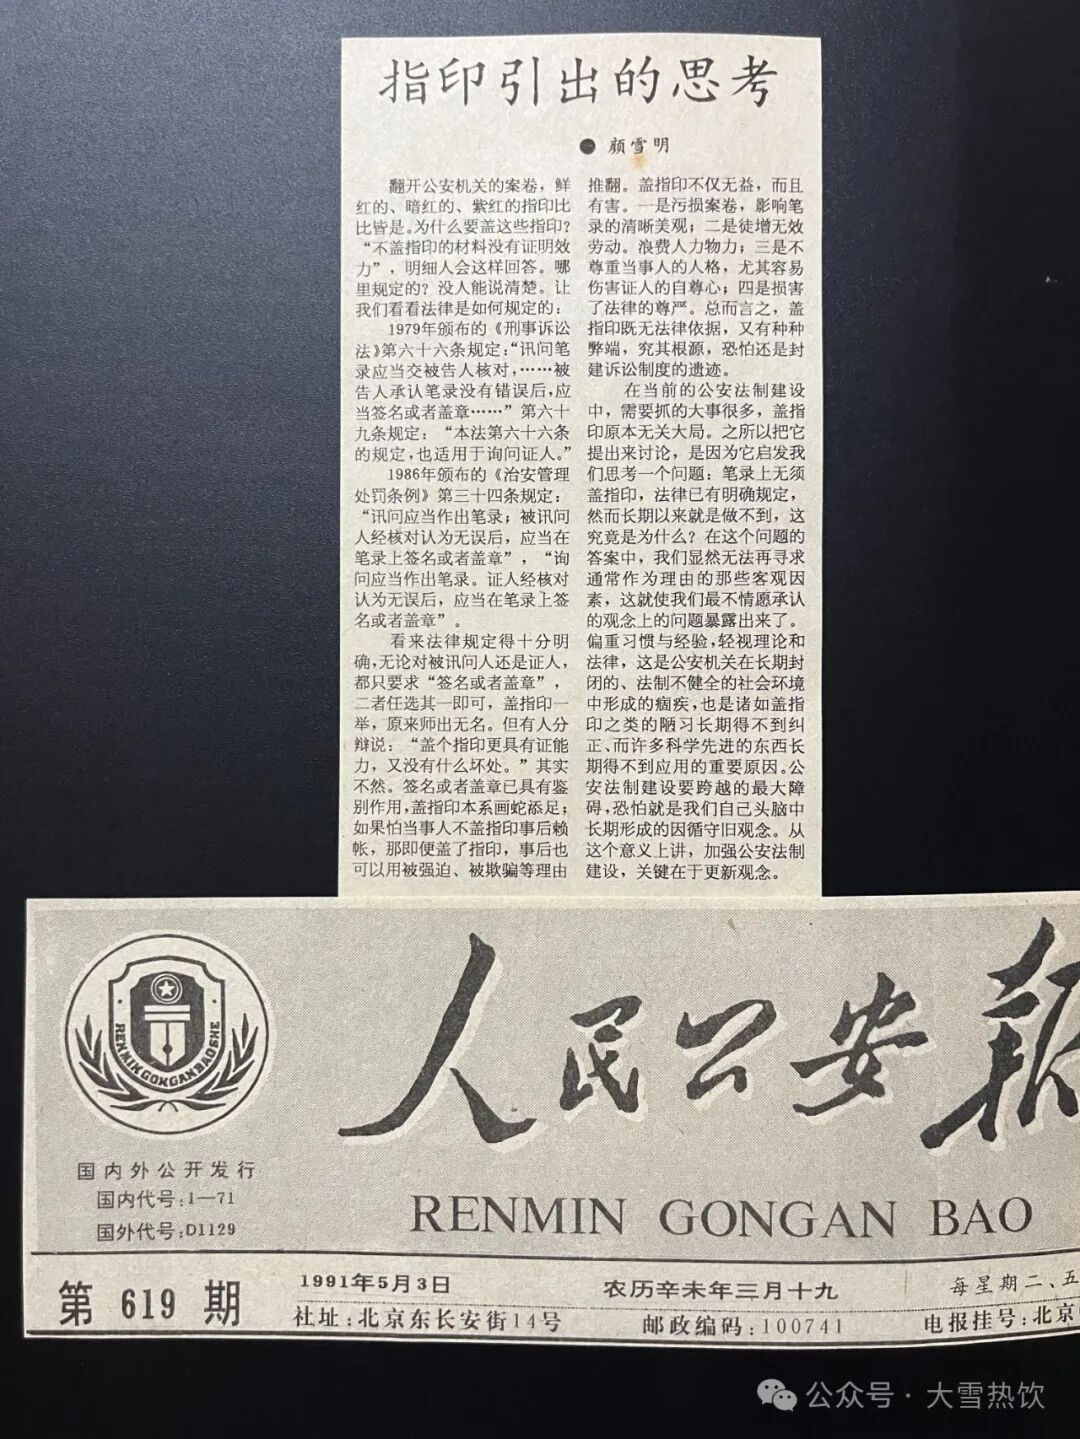 指印引出的思考
● 顾雪明
翻开公安机关的案卷，鲜
红的、暗红的、紫红的指印比
比皆是。为什么要盖这些指印？
“不盖指印的材料没有证明效
力”，明细人会这样回答。哪
里规定的？没人能说清楚。让
我们看看法律是如何规定的：
1979年颁布的《刑事诉讼
法》第六十六条规定：“讯问笔
录应当交被告人核对，……被
告人承认笔录没有错误后，应
当签名或者盖章……”第六十
九条规定：“本法第六十六条
的规定，也适用于询问证人。”
1986年颁布的《治安管理
处罚条例》第三十四条规定：
“讯问应当作出笔录；被讯问
人经核对认为无误后，应当在
笔录上签名或者盖章”，“询
问应当作出笔录。证人经核对
认为无误后，应当在笔录上签
名或者盖章”。
看来法律规定得十分明
确，无论对被讯问人还是证人，
都只要求“签名或者盖章”，
二者任选其一即可，盖指印一
举，原来师出无名。但有人分
辩说：“盖个指印更具有证能
力，又没有什么坏处。”其实
不然。签名或者盖章已具有鉴
别作用，盖指印本系画蛇添足；
如果怕当事人不盖指印事后赖
帐，那即便盖了指印，事后也
可以用被强迫、被欺骗等理由
推翻。盖指印不仅无益，而且
有害。一是污损案卷，影响笔
录的清晰美观；二是徒增无效
劳动。浪费人力物力；三是不
尊重当事人的人格，尤其容易
伤害证人的自尊心；四是损害
了法律的尊严。总而言之，盖
指印既无法律依据，又有种种
弊端，究其根源，恐怕还是封
建诉讼制度的遗迹。
在当前的公安法制建设
中，需要抓的大事很多，盖指
印原本无关大局。之所以把它
提出来讨论，是因为它启发我
们思考一个问题：笔录上无须
盖指印，法律已有明确规定，
然而长期以来就是做不到，这
究竟是为什么？在这个问题的
答案中，我们显然无法再寻求
通常作为理由的那些客观因
素，这就使我们最不情愿承认
的观念上的问题暴露出来了。
偏重习惯与经验，轻视理论和
法律，这是公安机关在长期封
闭的、法制不健全的社会环境
中形成的痼疾，也是诸如盖指
印之类的陋习长期得不到纠
正、而许多科学先进的东西长
期得不到应用的重要原因。公
安法制建设要跨越的最大障
碍，恐怕就是我们自己头脑中
长期形成的因循守旧观念。从
这个意义上讲，加强公安法制
建设，关键在于更新观念。
人民公安报
RENMIN GONGAN BAO
RENMIN GONGAN BAOSHE
国内外公开发行
国内代号：1—71
国外代号：D1129
第 619 期
1991年5月3日
农历辛未年三月十九
每星期二、五
社址：北京东长安街14号
邮政编码：100741
电报挂号：北京
公众号 · 大雪热饮